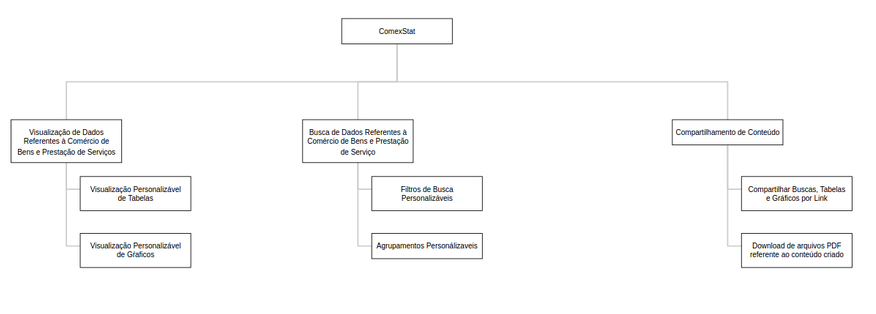 ComexStat
Visualização de Dados
Referentes à Comércio de
Bens e Prestação de Serviços
Visualização Personalizável
de Tabelas
Visualização Personalizável
de Graficos
Busca de Dados Referentes à
Comércio de Bens e Prestação
de Serviço
Filtros de Busca
Personalizáveis
Agrupamentos Personálizaveis
Compartilhamento de Conteúdo
Compartilhar Buscas, Tabelas
e Gráficos por Link
Download de arquivos PDF
referente ao conteúdo criado